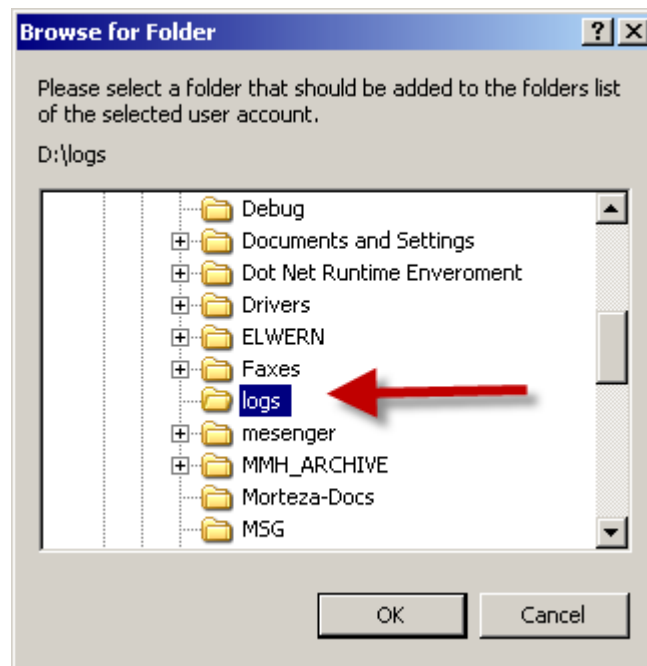 Browse for Folder
Please select a folder that should be added to the folders list
of the selected user account.
D:\logs
Debug
Documents and Settings
Dot Net Runtime Enveroment
Drivers
ELWERN
Faxes
logs
mesenger
MMH_ARCHIVE
Morteza-Docs
MSG
OK Cancel